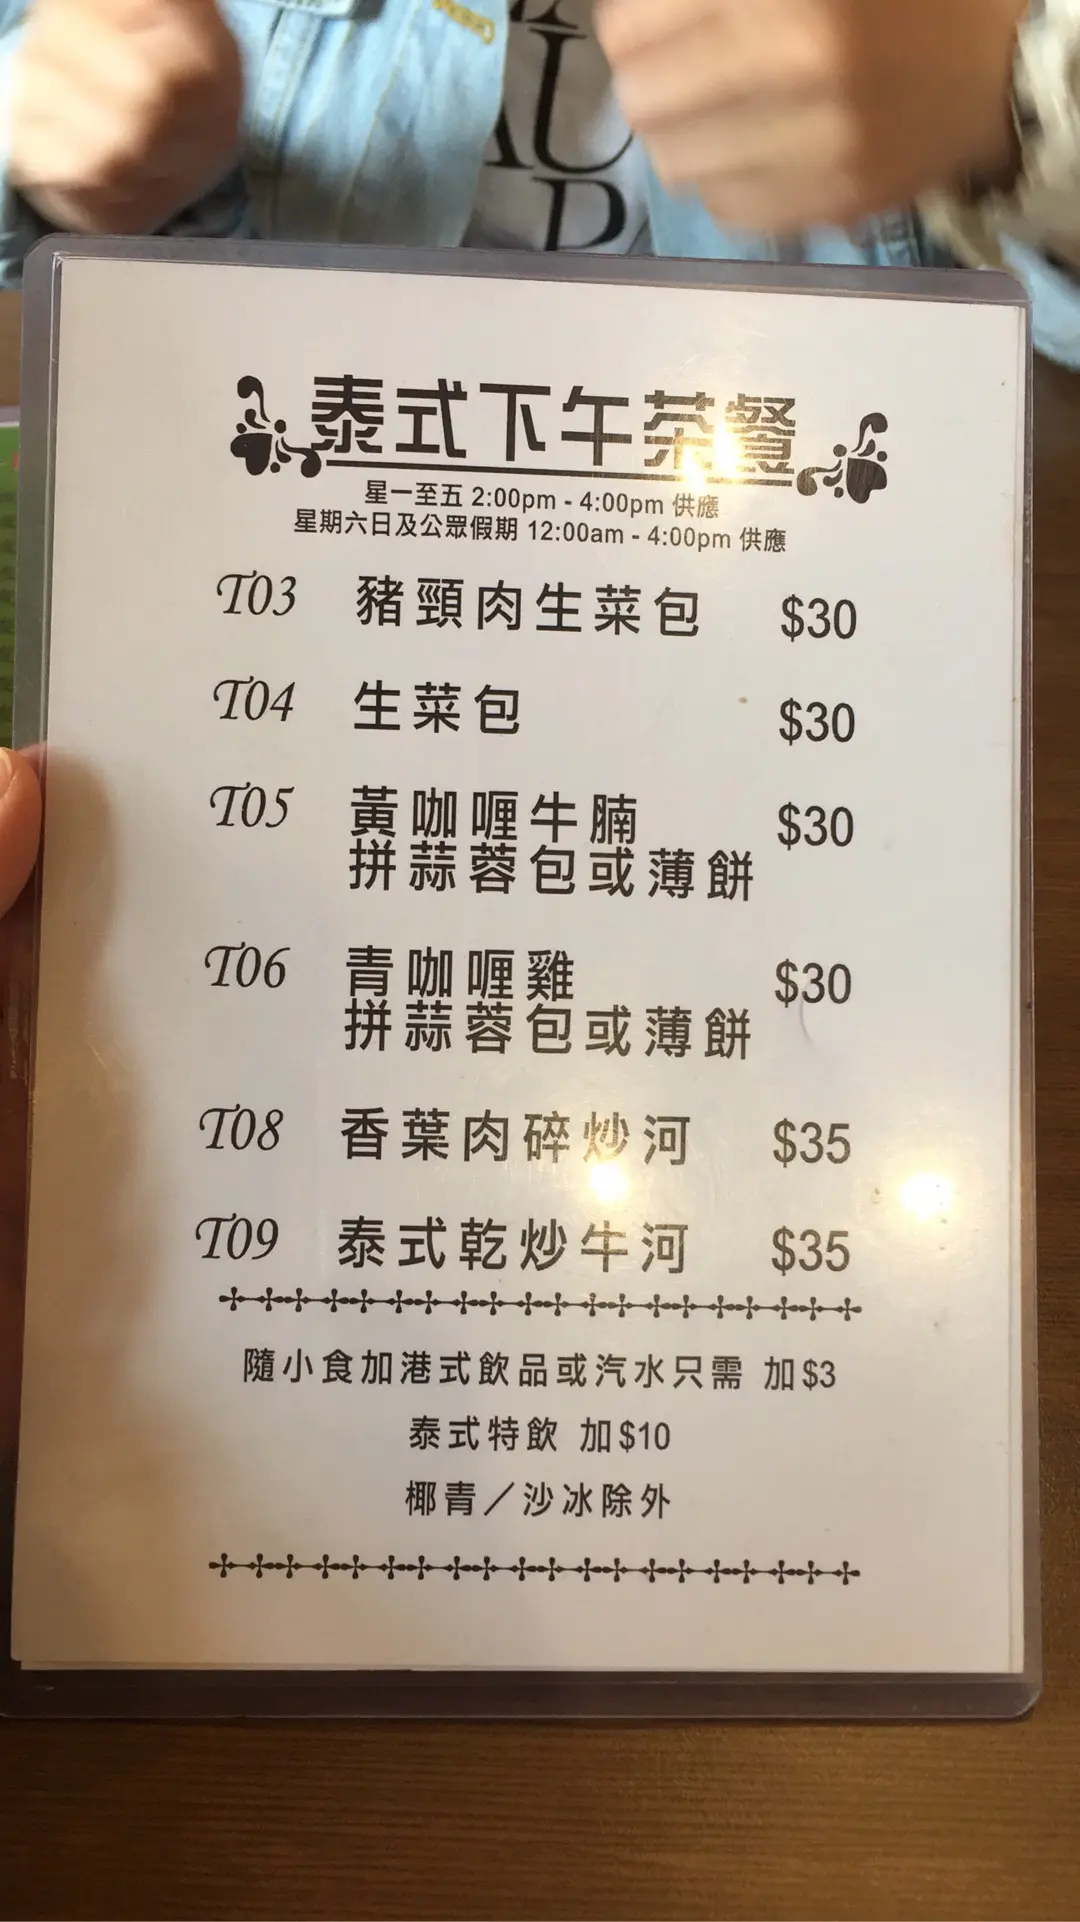 泰式下午茶餐
星一至五 2:00pm - 4:00pm 供應
星期六日及公眾假期 12:00am - 4:00pm 供應
T03 豬頸肉生菜包 $30
T04 生菜包 $30
T05 黃咖喱牛腩 $30
拼蒜蓉包或薄餅
T06 青咖喱雞 $30
拼蒜蓉包或薄餅
T08 香葉肉碎炒河 $35
T09 泰式乾炒牛河 $35
隨小食加港式飲品或汽水只需 加$3
泰式特飲 加$10
椰青／沙冰除外